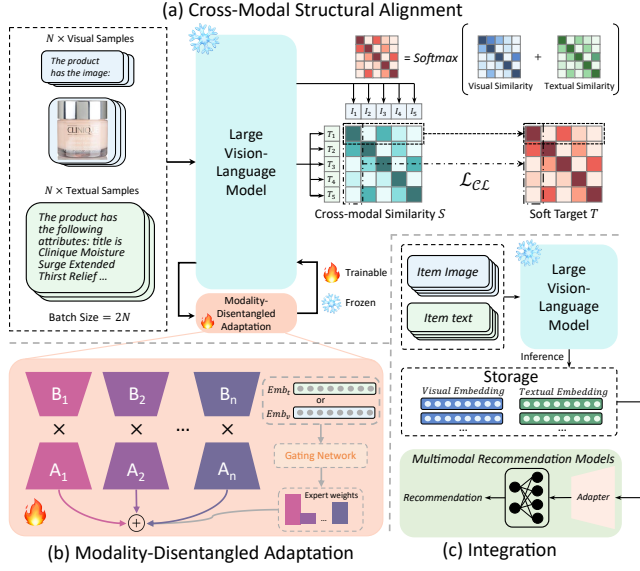 (a) Cross-Modal Structural Alignment
N × Visual Samples
The product
has the image:
CLINIQUE
N × Textual Samples
The product has
the following
attributes: title is
Clinique Moisture
Surge Extended
Thirst Relief ...
Batch Size = 2N
Large
Vision-
Language
Model
Modality-
Disentangled
Adaptation
Trainable
Frozen
= Softmax
Visual Similarity
+
Textual Similarity
I1 I2 I3 I4 I5
T1
T2
T3
T4
T5
ℒCL
Cross-modal Similarity S
Soft Target T
Item Image
Item text
Large
Vision-
Language
Model
Inference
Storage
Visual Embedding
Textual Embedding
...
...
Multimodal Recommendation Models
Recommendation
Adapter
(c) Integration
B1
B2
...
Bn
× × ×
A1
A2
An
+
Embt
or
Embv
Gating Network
Expert weights
...
(b) Modality-Disentangled Adaptation